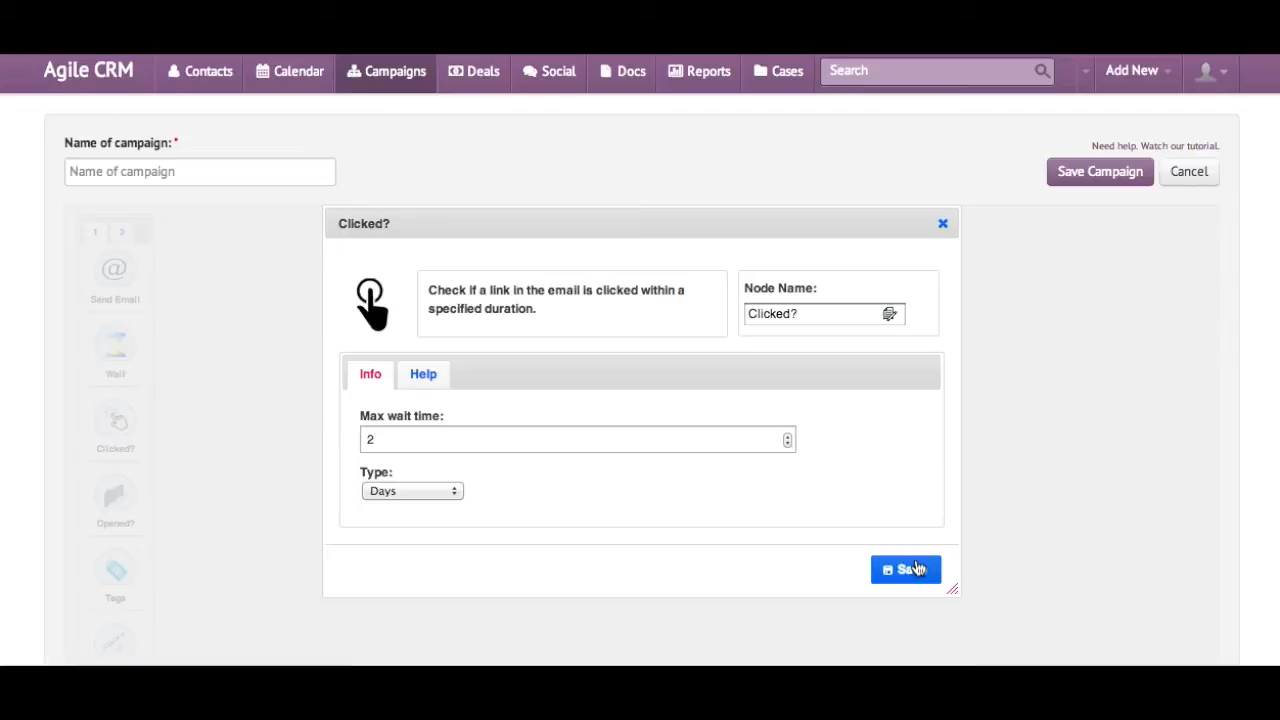 Agile CRM
Contacts
Calendar
Campaigns
Deals
Social
Docs
Reports
Cases
Search
Add New
Name of campaign: *
Need help. Watch our tutorial.
Name of campaign
Save Campaign
Cancel
Clicked?
1 2
Check if a link in the email is clicked within a
specified duration.
Node Name:
Clicked?
Send Email
Wait
Clicked?
Opened?
Tags
Info
Help
Max wait time:
2
Type:
Days